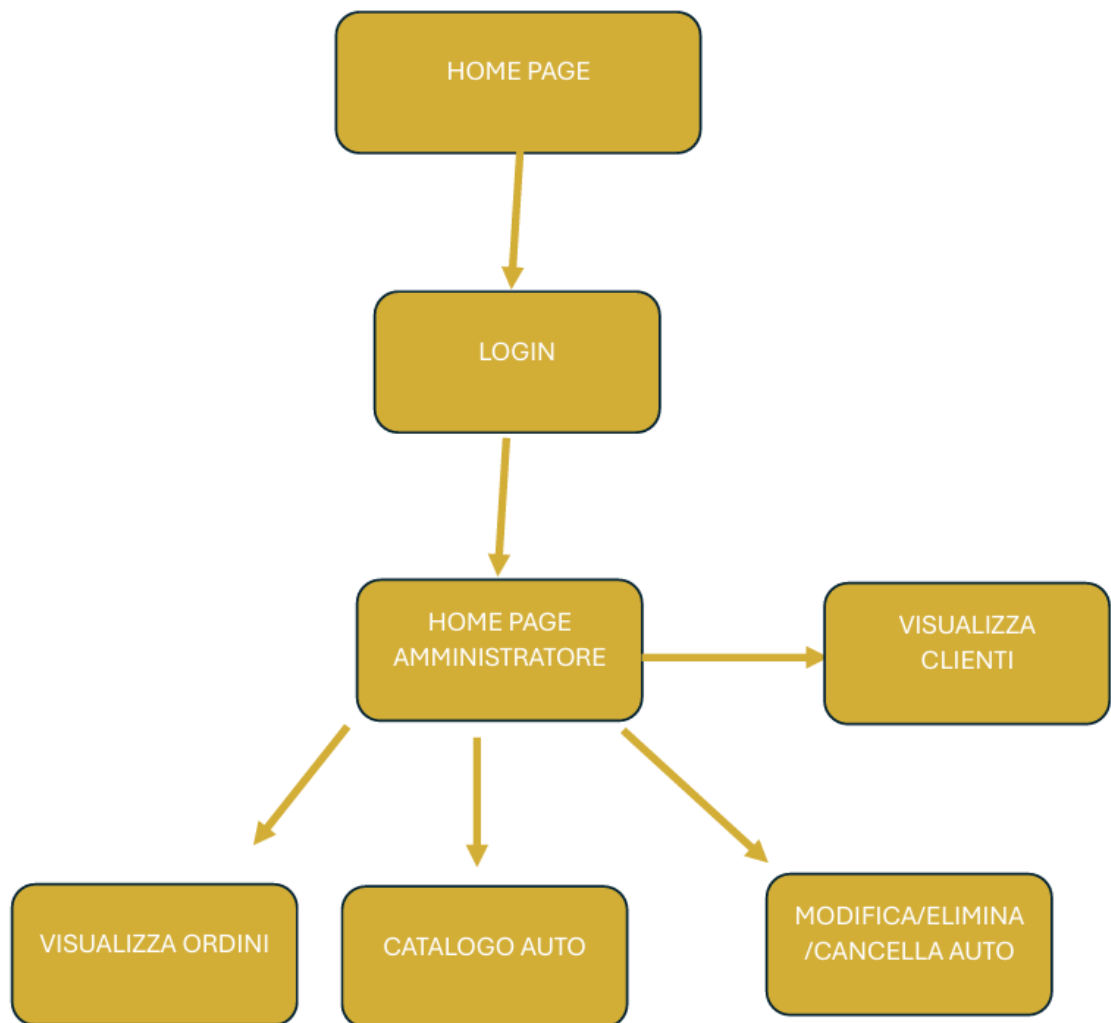 HOME PAGE
LOGIN
HOME PAGE
AMMINISTRATORE
VISUALIZZA
CLIENTI
VISUALIZZA ORDINI
CATALOGO AUTO
MODIFICA/ELIMINA
/CANCELLA AUTO